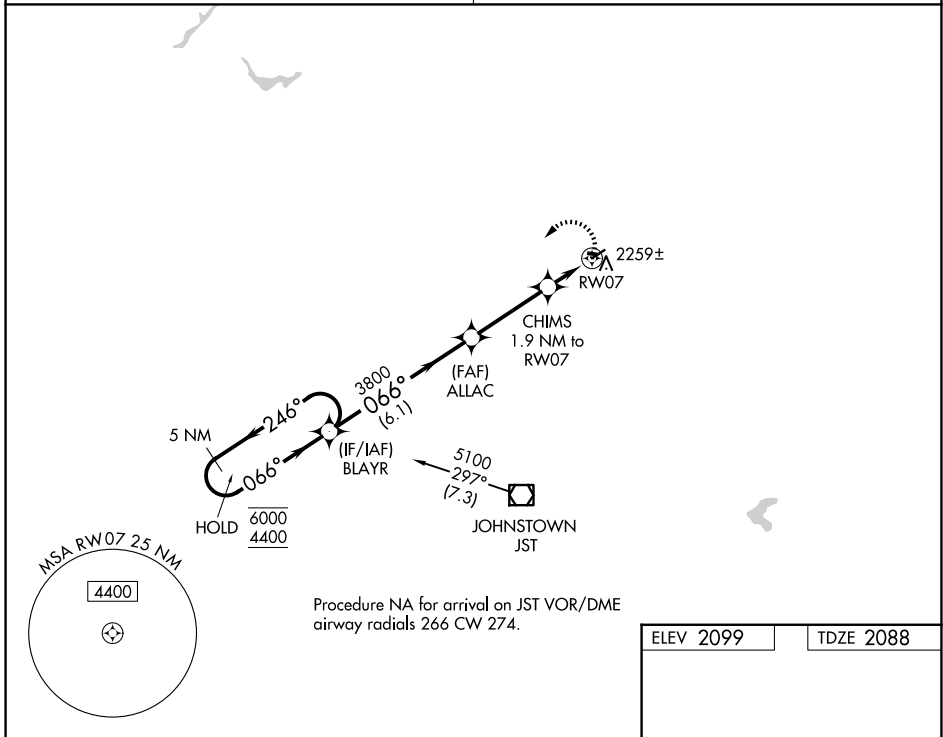 2259±
RW07
CHIMS
1.9 NM to
RW07
(FAF)
ALLAC
3800
066°
(6.1)
246°
5 NM
(IF/IAF)
BLAYR
066°
5100
297°
(7.3)
HOLD
6000
4400
JOHNSTOWN
JST
MSA RW07 25 NM
4400
Procedure NA for arrival on JST VOR/DME
airway radials 266 CW 274.
ELEV 2099
TDZE 2088